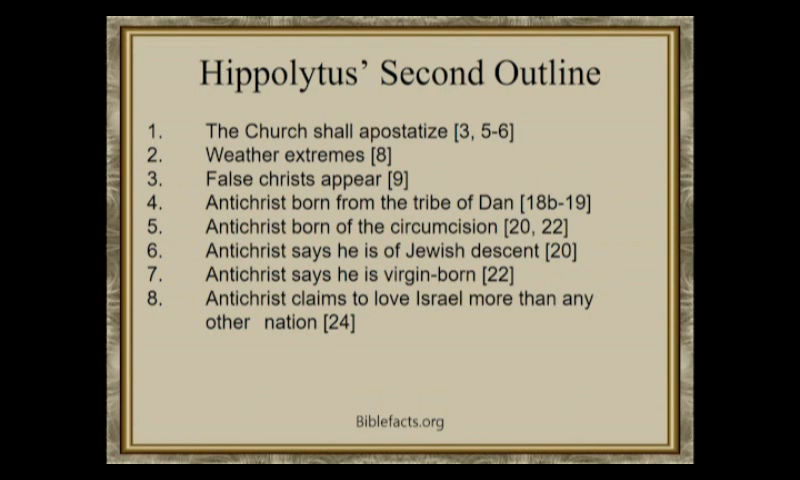 Hippolytus’ Second Outline
1. The Church shall apostatize [3, 5-6]
2. Weather extremes [8]
3. False christs appear [9]
4. Antichrist born from the tribe of Dan [18b-19]
5. Antichrist born of the circumcision [20, 22]
6. Antichrist says he is of Jewish descent [20]
7. Antichrist says he is virgin-born [22]
8. Antichrist claims to love Israel more than any
other nation [24]
Biblefacts.org